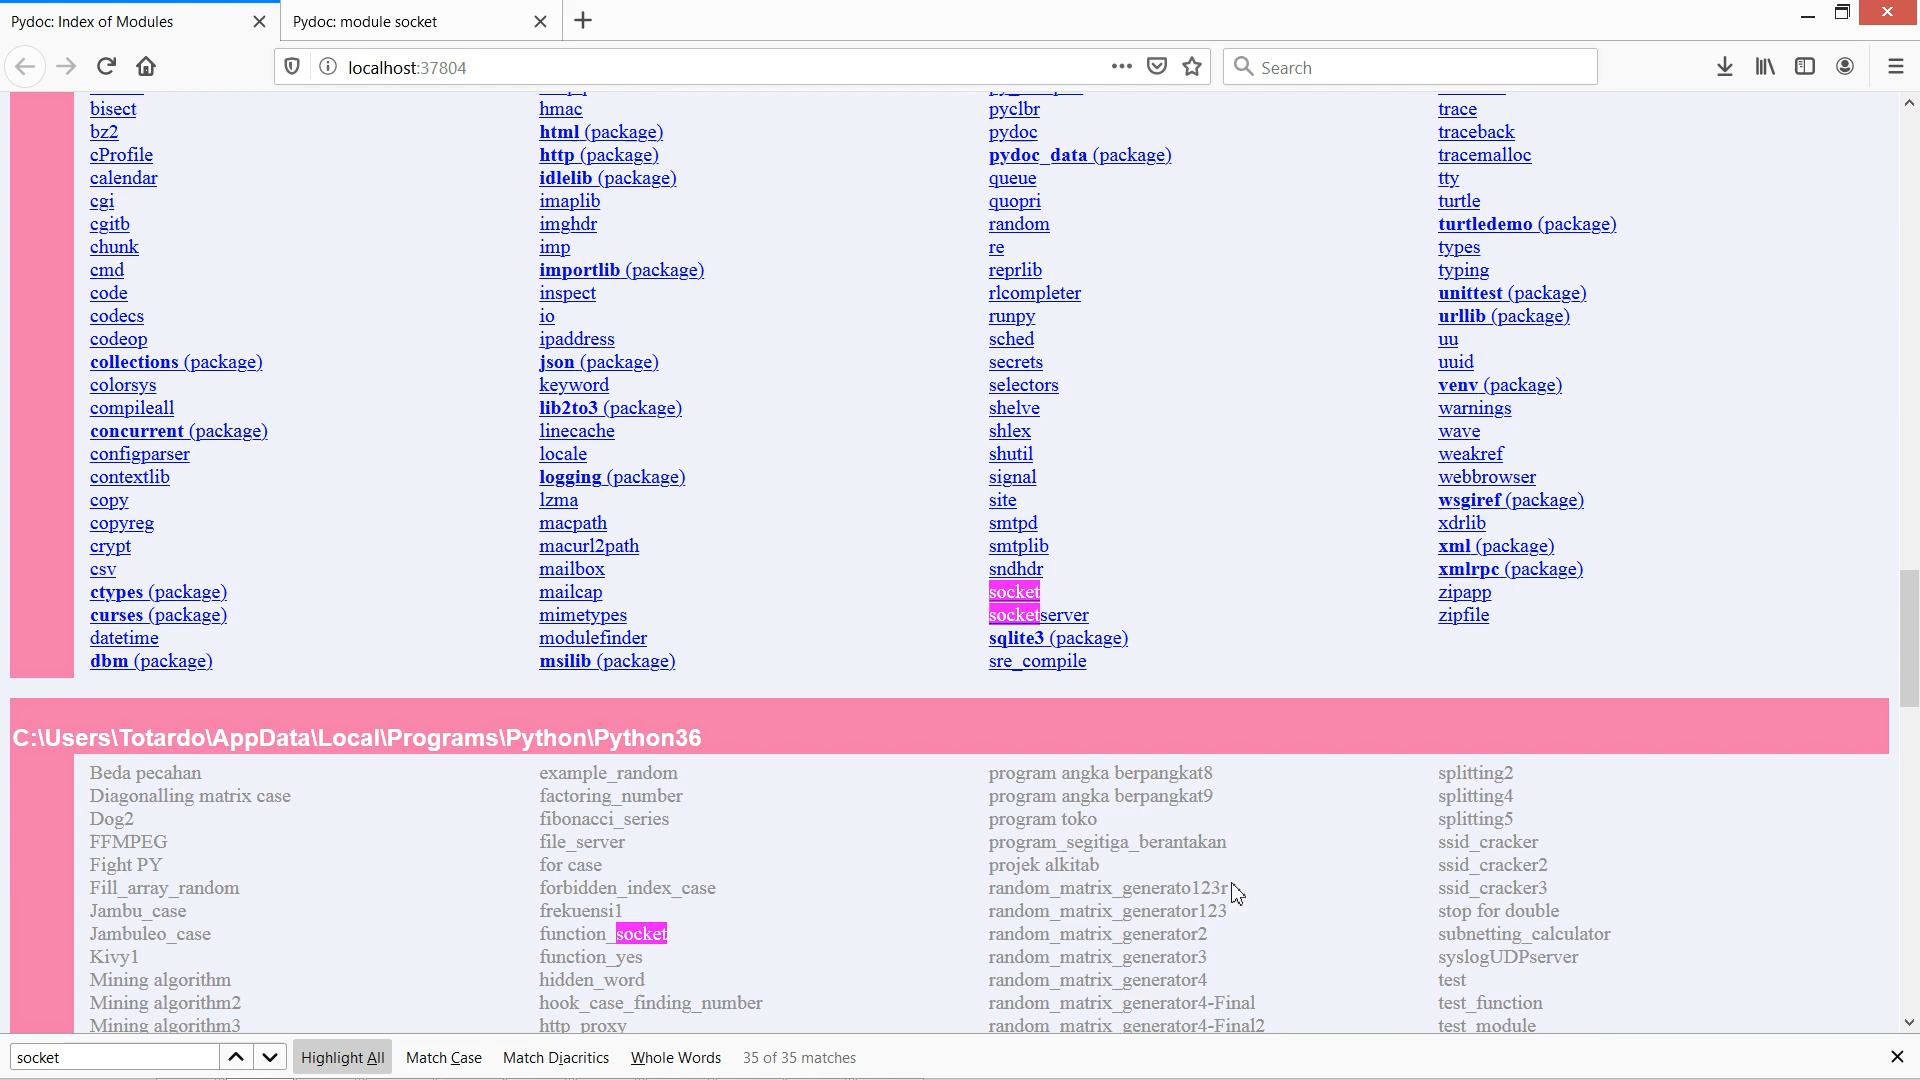 Pydoc: Index of Modules
Pydoc: module socket
localhost:37804
Search
bisect
bz2
cProfile
calendar
cgi
cgitb
chunk
cmd
code
codecs
codeop
collections (package)
colorsys
compileall
concurrent (package)
configparser
contextlib
copy
copyreg
crypt
csv
ctypes (package)
curses (package)
datetime
dbm (package)
hmac
html (package)
http (package)
idlelib (package)
imaplib
imghdr
imp
importlib (package)
inspect
io
ipaddress
json (package)
keyword
lib2to3 (package)
linecache
locale
logging (package)
lzma
macpath
macurl2path
mailbox
mailcap
mimetypes
modulefinder
msilib (package)
pyclbr
pydoc
pydoc_data (package)
queue
quopri
random
re
reprlib
rlcompleter
runpy
sched
secrets
selectors
shelve
shlex
shutil
signal
site
smtpd
smtplib
sndhdr
socket
socketserver
sqlite3 (package)
sre_compile
trace
traceback
tracemalloc
tty
turtle
turtledemo (package)
types
typing
unittest (package)
urllib (package)
uu
uuid
venv (package)
warnings
wave
weakref
webbrowser
wsgiref (package)
xdrlib
xml (package)
xmlrpc (package)
zipapp
zipfile
C:\Users\Totardo\AppData\Local\Programs\Python\Python36
Beda pecahan
Diagonalling matrix case
Dog2
FFMPEG
Fight PY
Fill_array_random
Jambu_case
Jambuleo_case
Kivy1
Mining algorithm
Mining algorithm2
Mining algorithm3
example_random
factoring_number
fibonacci_series
file_server
for case
forbidden_index_case
frekuensi1
function_socket
function_yes
hidden_word
hook_case_finding_number
http_proxy
program angka berpangkat8
program angka berpangkat9
program toko
program_segitiga_berantakan
projek alkitab
random_matrix_generato123r
random_matrix_generator123
random_matrix_generator2
random_matrix_generator3
random_matrix_generator4
random_matrix_generator4-Final
random_matrix_generator4-Final2
splitting2
splitting4
splitting5
ssid_cracker
ssid_cracker2
ssid_cracker3
stop for double
subnetting_calculator
syslogUDPserver
test
test_function
test_module
socket
Highlight All
Match Case
Match Diacritics
Whole Words
35 of 35 matches